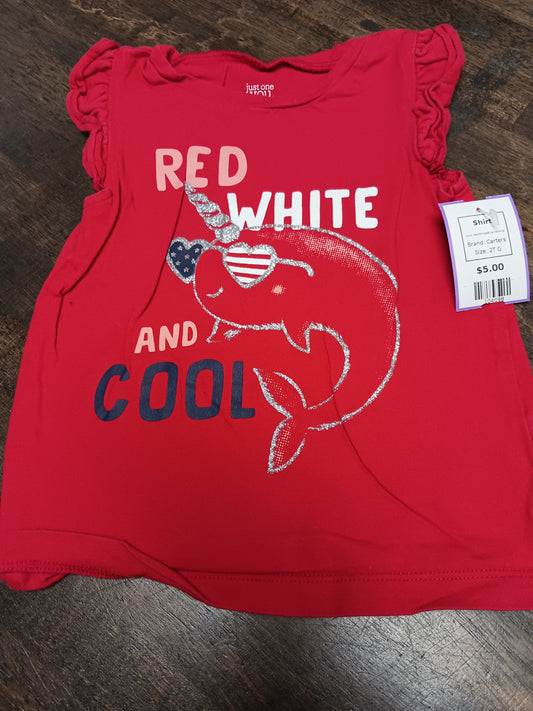 just one
YOU
RED
WHITE
AND
COOL
Shirt
Brand: Carters
Size: 2T G
$5.00